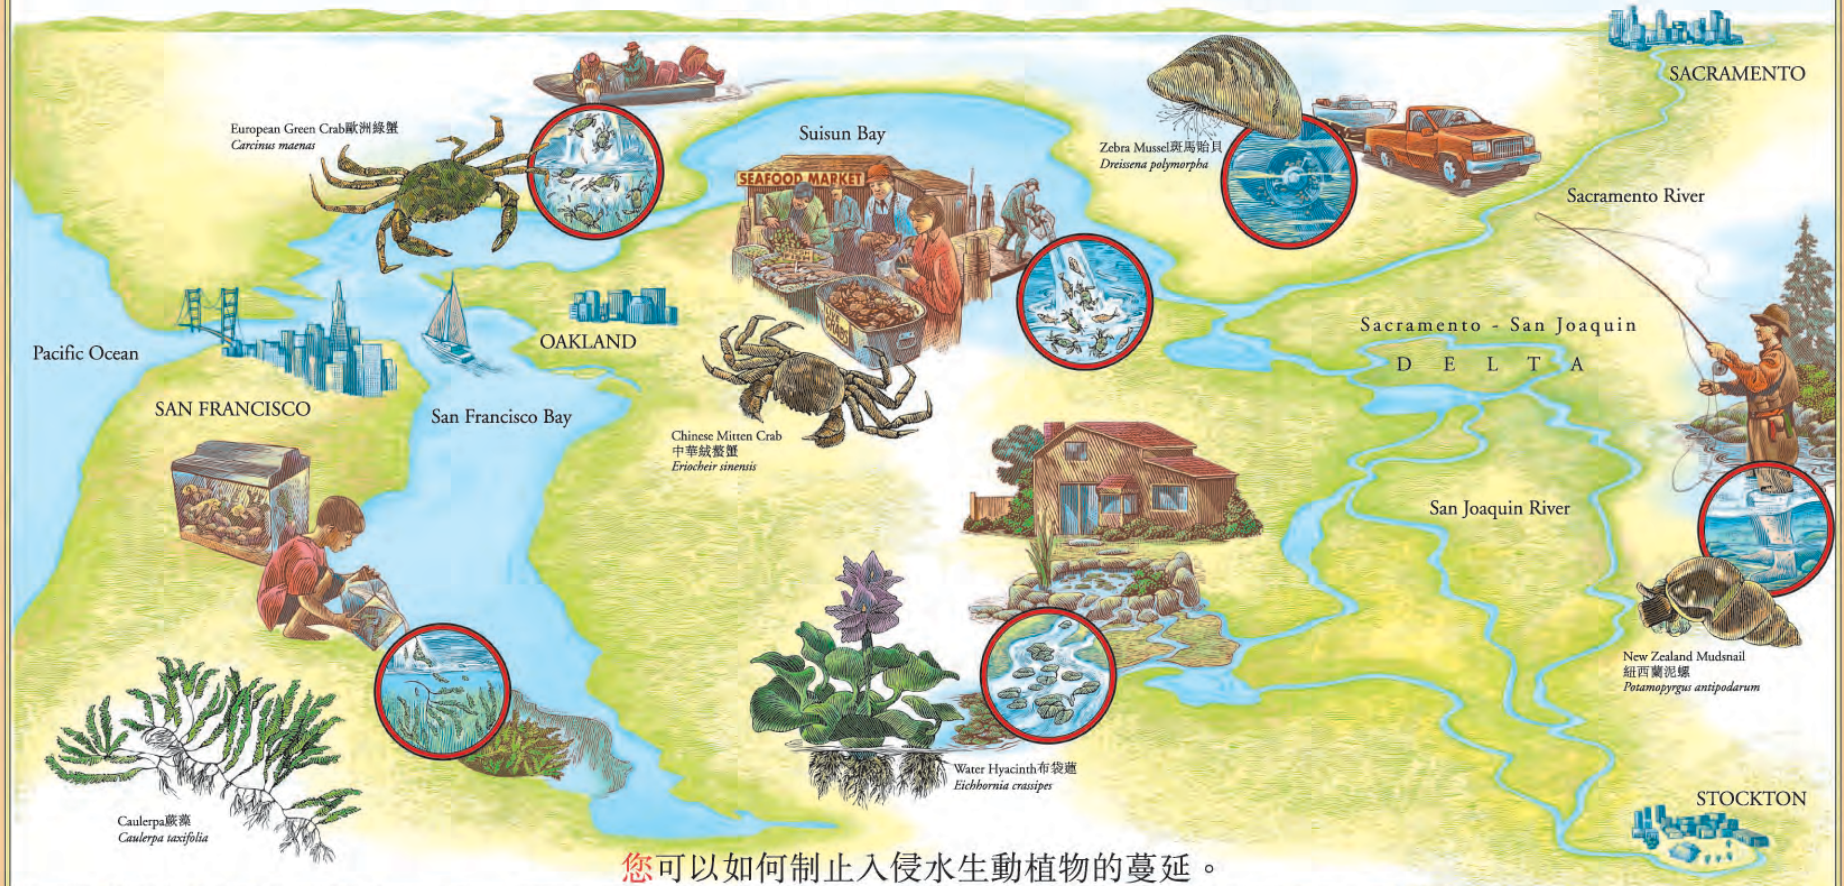 SACRAMENTO
European Green Crab歐洲綠蟹
Carcinus maenas
Suisun Bay
Zebra Mussel斑馬貽貝
Dreissena polymorpha
SEAFOOD MARKET
Sacramento River
Pacific Ocean
OAKLAND
Sacramento - San Joaquin
DELTA
SAN FRANCISCO
San Francisco Bay
Chinese Mitten Crab
中華絨螯蟹
Eriocheir sinensis
San Joaquin River
New Zealand Mudsnail
紐西蘭泥螺
Potamopyrgus antipodarum
Water Hyacinth布袋蓮
Eichhornia crassipes
STOCKTON
Caulerpa蕨藻
Caulerpa taxifolia
您可以如何制止入侵水生動植物的蔓延。